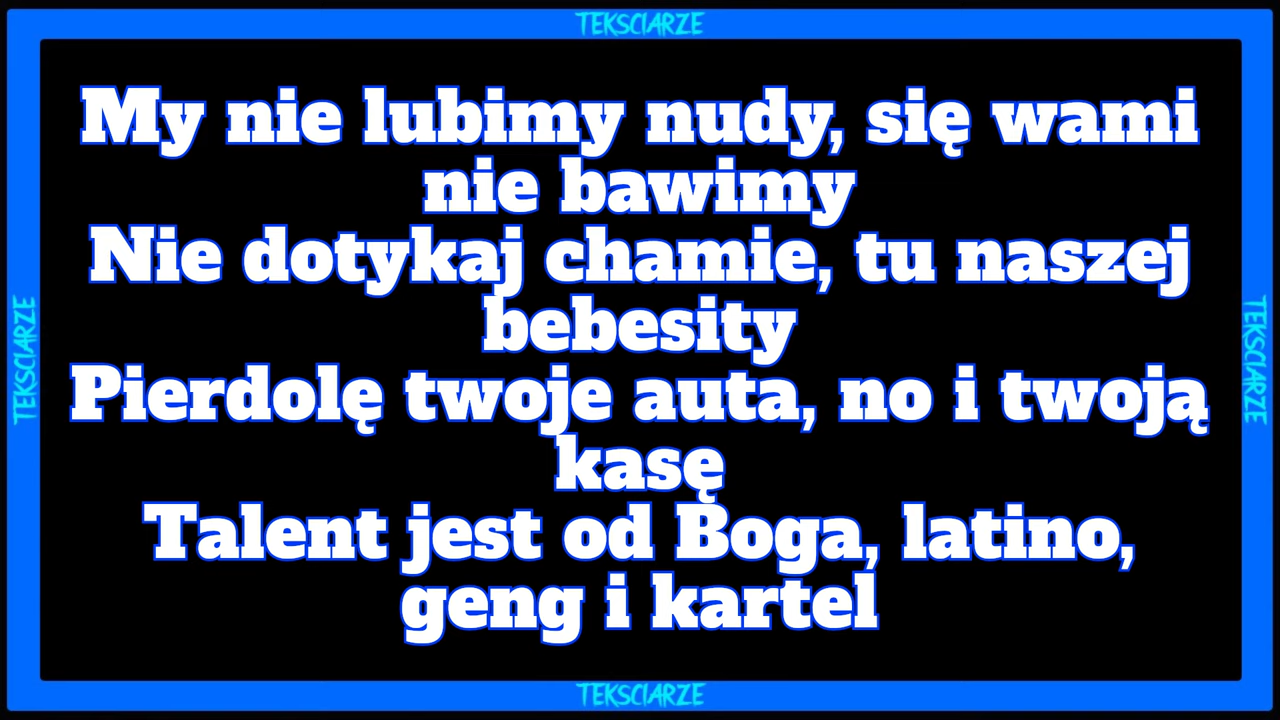 TEKSCIARZE
My nie lubimy nudy, się wami
nie bawimy
Nie dotykaj chamie, tu naszej
bebesity
Pierdolę twoje auta, no i twoją
kasę
Talent jest od Boga, latino,
geng i kartel
TEKSCIARZE
TEKSCIARZE
TEKSCIARZE